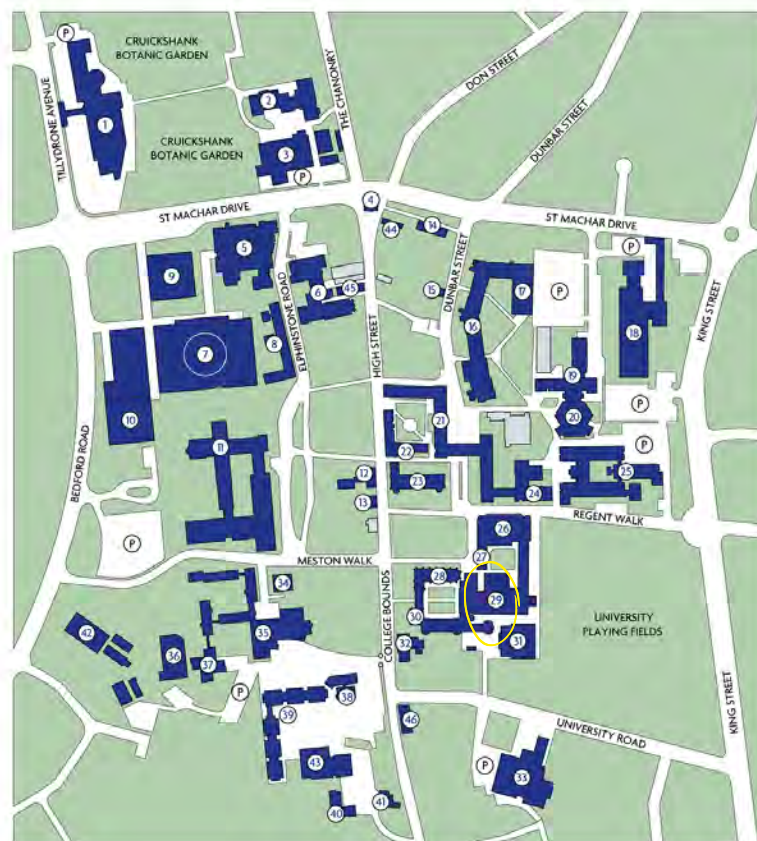 P
CRUICKSHANK
BOTANIC GARDEN
TILLYDRONE AVENUE
1
2
THE CHANONRY
DON STREET
DUNBAR STREET
CRUICKSHANK
BOTANIC GARDEN
3
P
4
ST MACHAR DRIVE
44
14
ST MACHAR DRIVE
P
5
9
ELPHINSTONE ROAD
6
45
15
DUNBAR STREET
17
P
16
18
KING STREET
7
8
HIGH STREET
19
P
10
20
BEDFORD ROAD
11
21
22
P
12
23
25
13
24
REGENT WALK
P
26
MESTON WALK
27
28
34
29
COLLEGE BOUNDS
30
UNIVERSITY
PLAYING FIELDS
42
35
32
31
36
37
P
38
39
46
UNIVERSITY ROAD
KING STREET
43
P
33
40
41